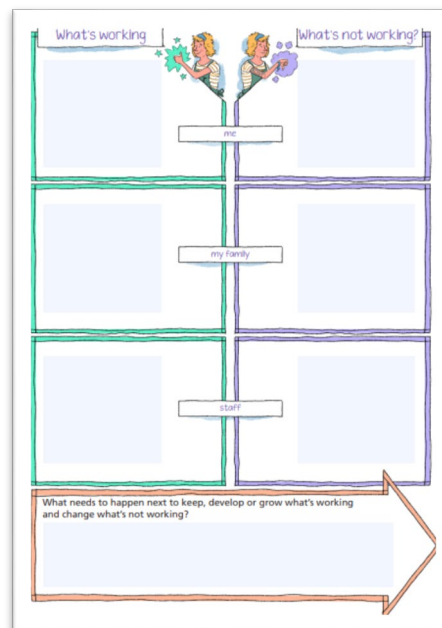 What's working
What's not working?
me
my family
staff
What needs to happen next to keep, develop or grow what's working
and change what's not working?